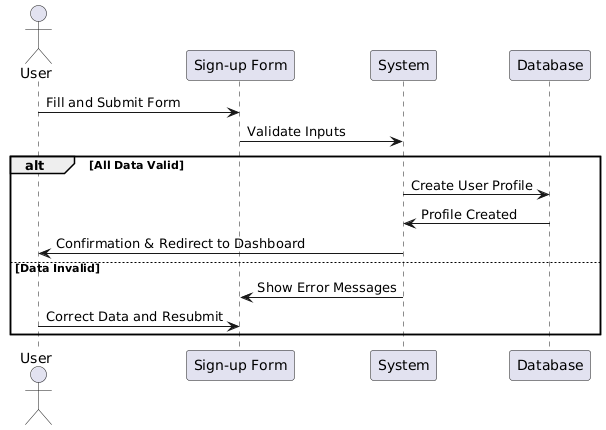 User
Sign-up Form
System
Database
Fill and Submit Form
Validate Inputs
alt
[All Data Valid]
Create User Profile
Profile Created
Confirmation & Redirect to Dashboard
[Data Invalid]
Show Error Messages
Correct Data and Resubmit
User
Sign-up Form
System
Database